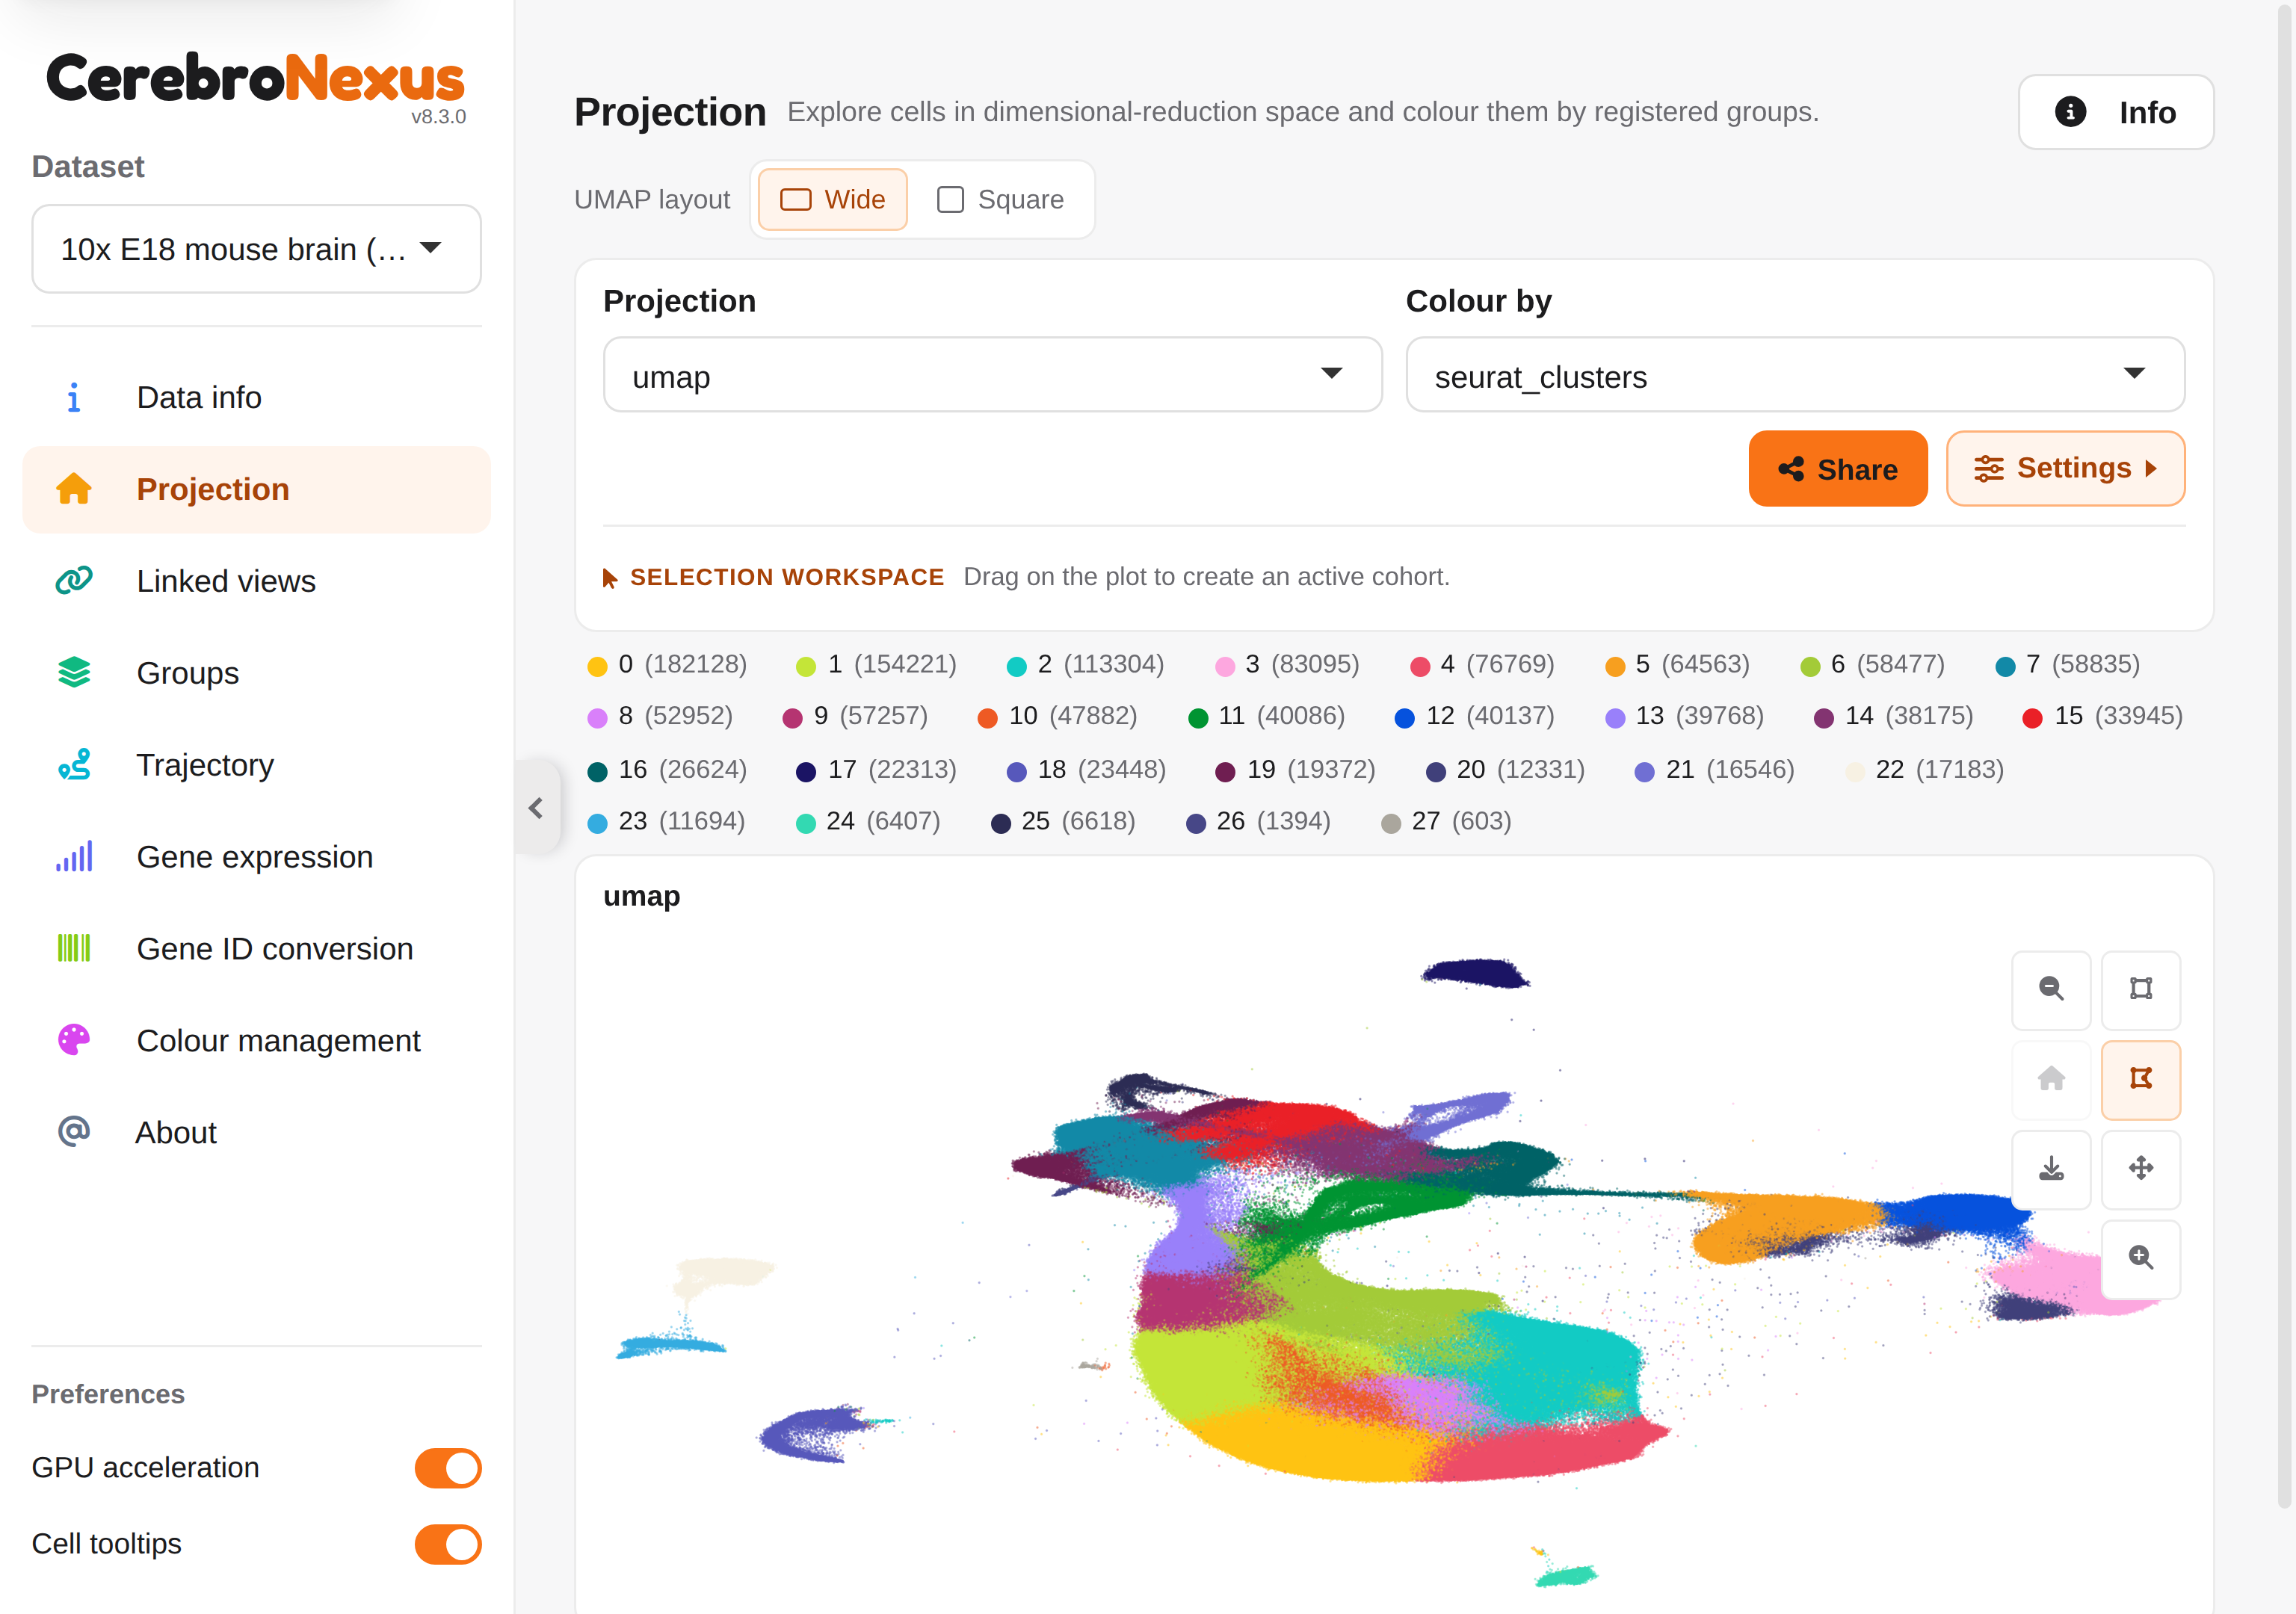 CerebroNexus
v8.3.0
Dataset
10x E18 mouse brain (…
Data info
Projection
Linked views
Groups
Trajectory
Gene expression
Gene ID conversion
Colour management
About
Preferences
GPU acceleration
Cell tooltips
Projection Explore cells in dimensional-reduction space and colour them by registered groups.
Info
UMAP layout Wide Square
Projection Colour by
umap seurat_clusters
Share Settings
SELECTION WORKSPACE Drag on the plot to create an active cohort.
0 (182128) 1 (154221) 2 (113304) 3 (83095) 4 (76769) 5 (64563) 6 (58477) 7 (58835)
8 (52952) 9 (57257) 10 (47882) 11 (40086) 12 (40137) 13 (39768) 14 (38175) 15 (33945)
16 (26624) 17 (22313) 18 (23448) 19 (19372) 20 (12331) 21 (16546) 22 (17183)
23 (11694) 24 (6407) 25 (6618) 26 (1394) 27 (603)
umap